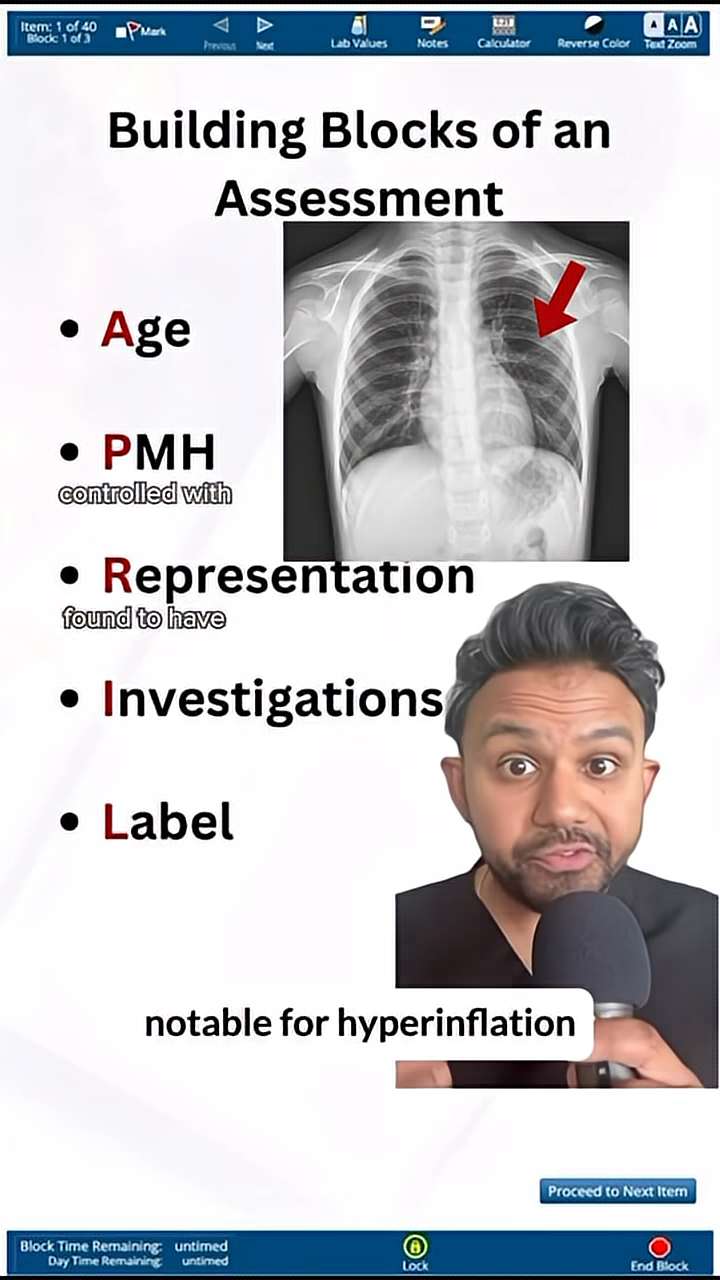 Item: 1 of 40
Block: 1 of 3
Mark
Previous
Next
Lab Values
Notes
Calculator
Reverse Color
A A A
Text Zoom
Building Blocks of an
Assessment
• Age
• PMH
controlled with
• Representation
found to have
• Investigations
• Label
notable for hyperinflation
Proceed to Next Item
Block Time Remaining: untimed
Day Time Remaining: untimed
Lock
End Block